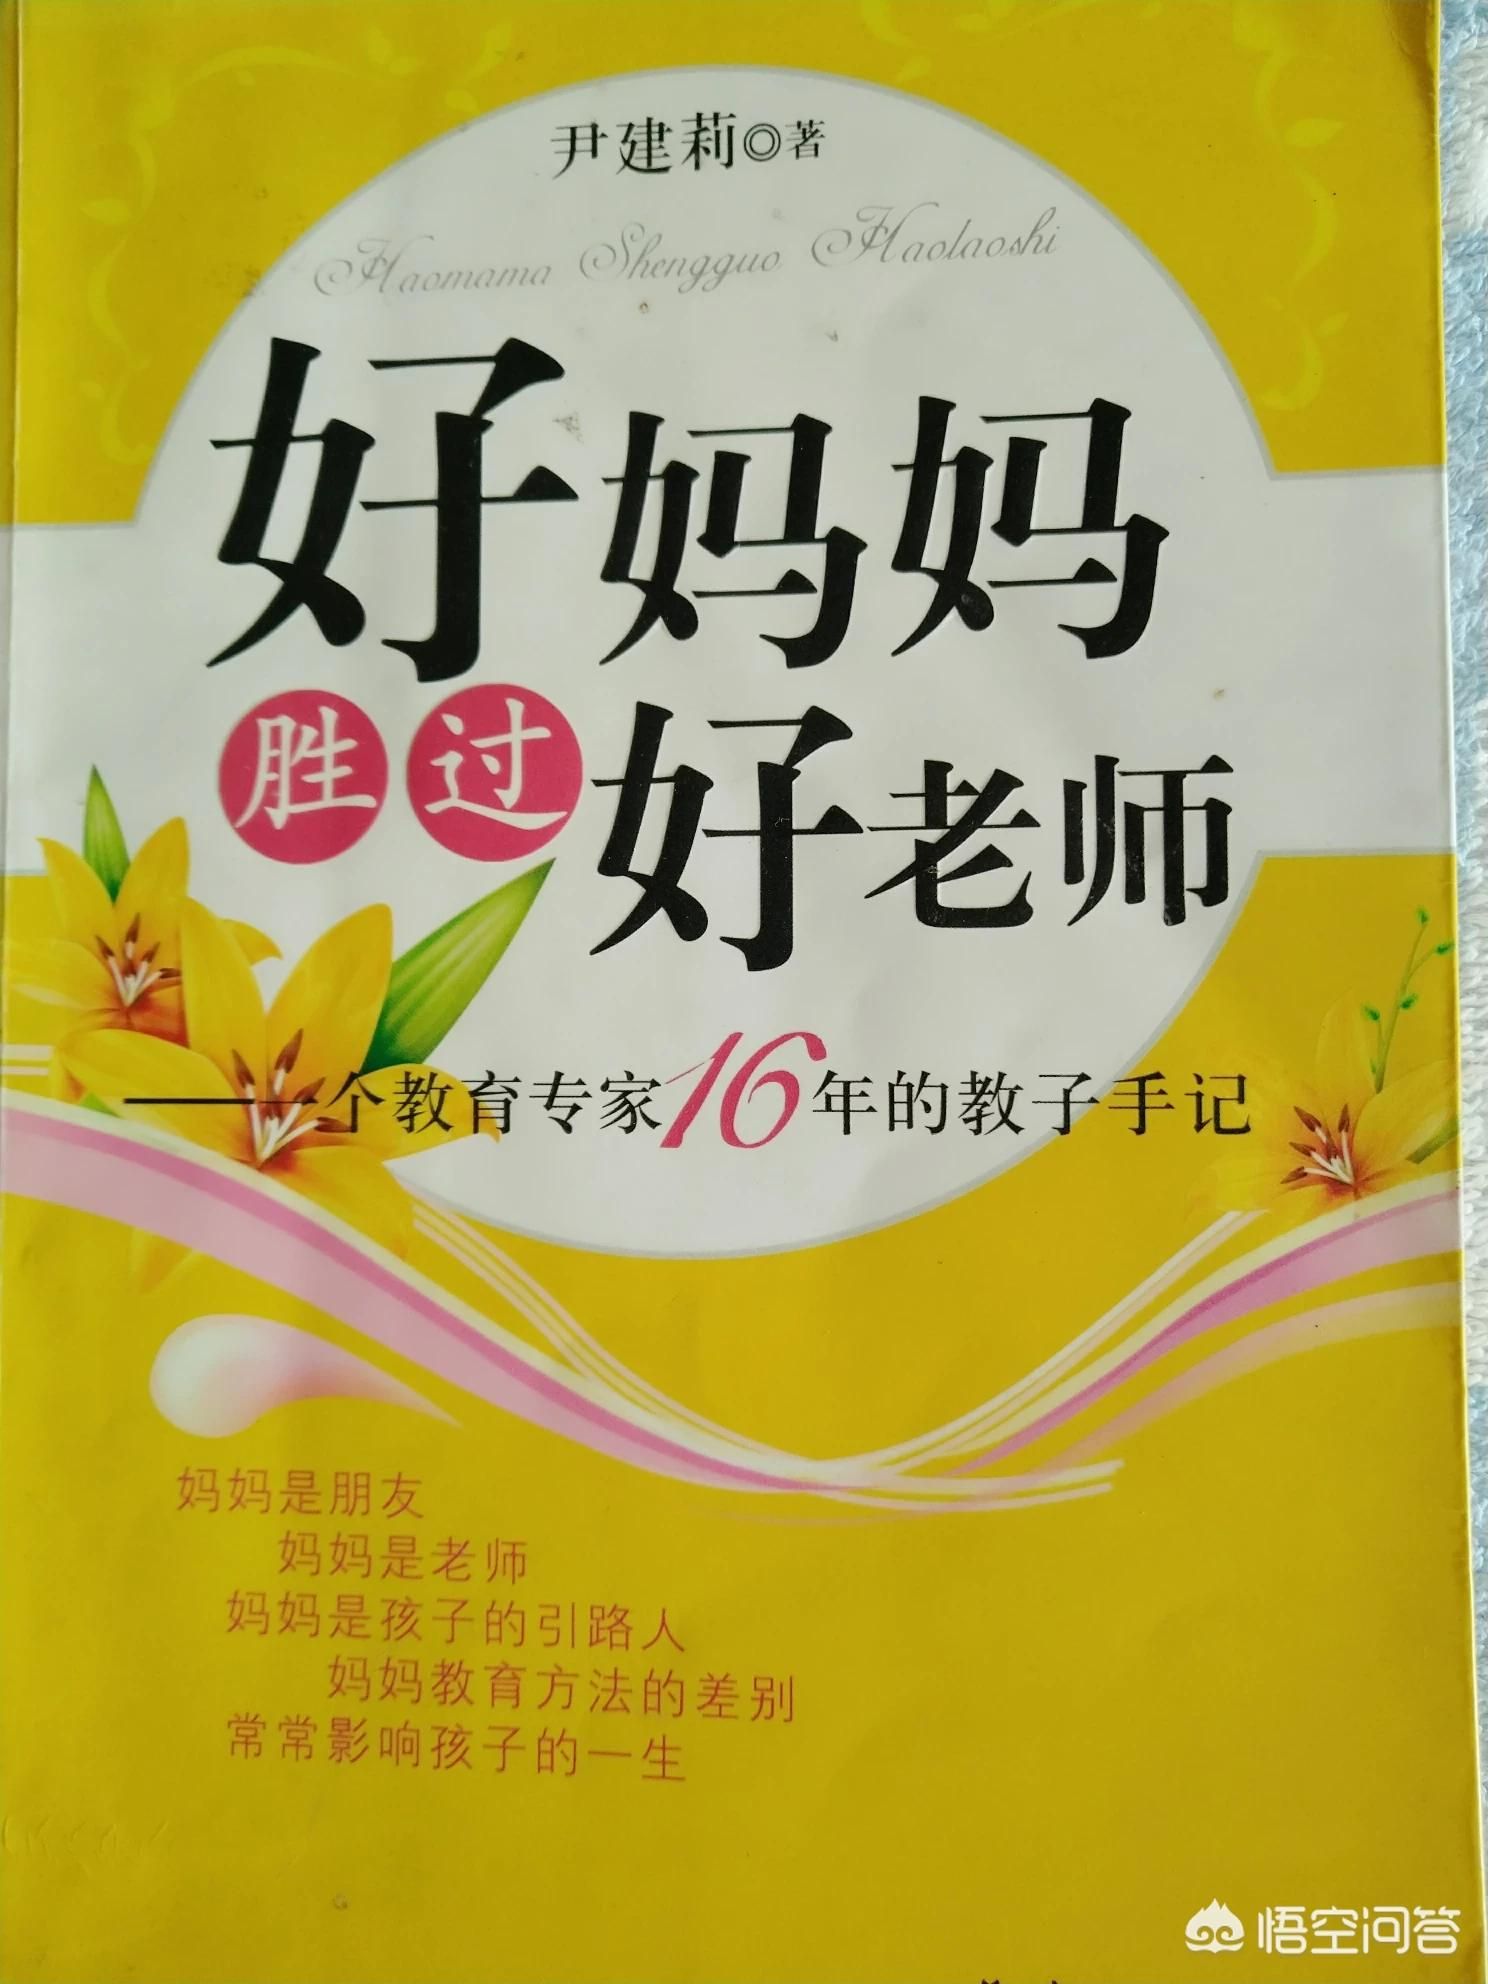 尹建莉◎著
Haomama Shengguo Haolaoshi
好妈妈
胜过好老师
——一个教育专家16年的教子手记
妈妈是朋友
妈妈是老师
妈妈是孩子的引路人
妈妈教育方法的差别
常常影响孩子的一生
悟空问答